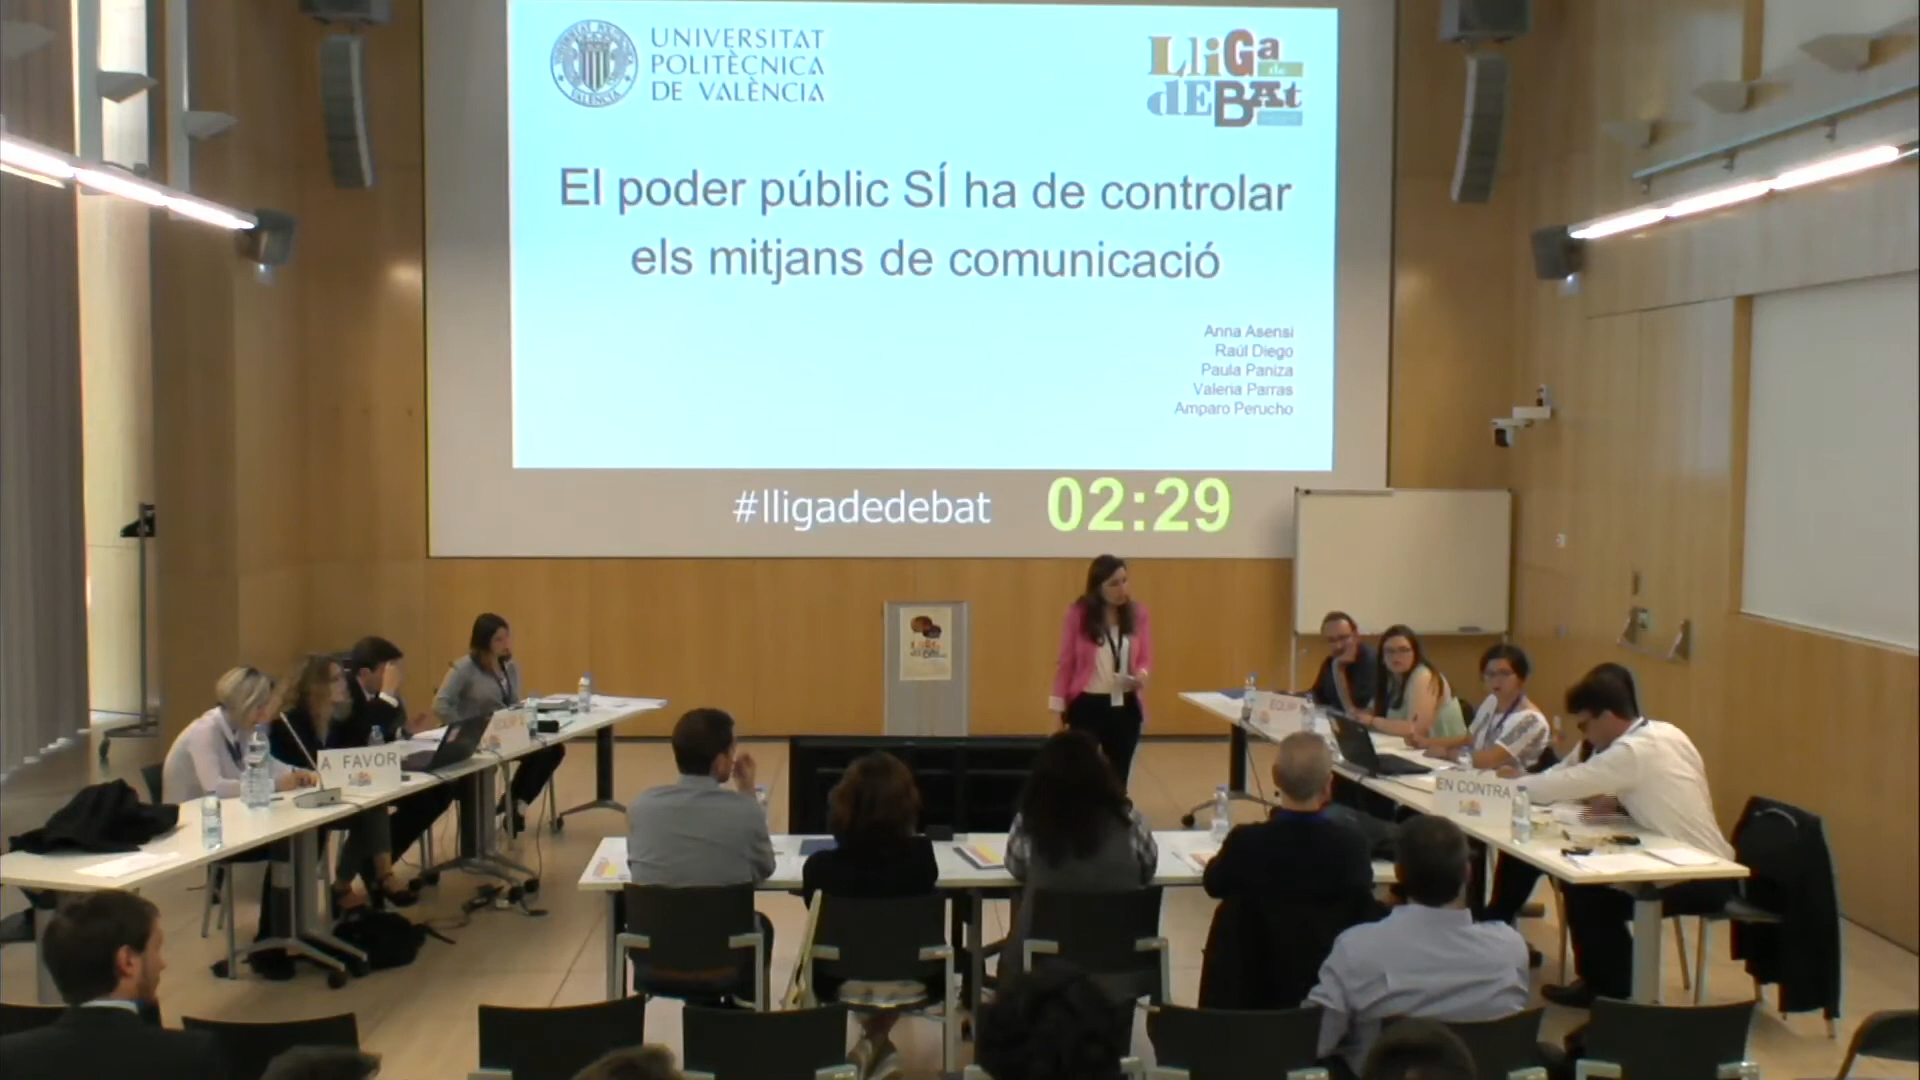 UNIVERSITAT
POLITÈCNICA
DE VALÈNCIA
LLiGa
de
dEBAt
El poder públic SÍ ha de controlar
els mitjans de comunicació
Anna Asensi
Raúl Diego
Paula Paniza
Valeria Parras
Amparo Perucho
#lligadedebat
02:29
A FAVOR
EQUIP
EN CONTRA